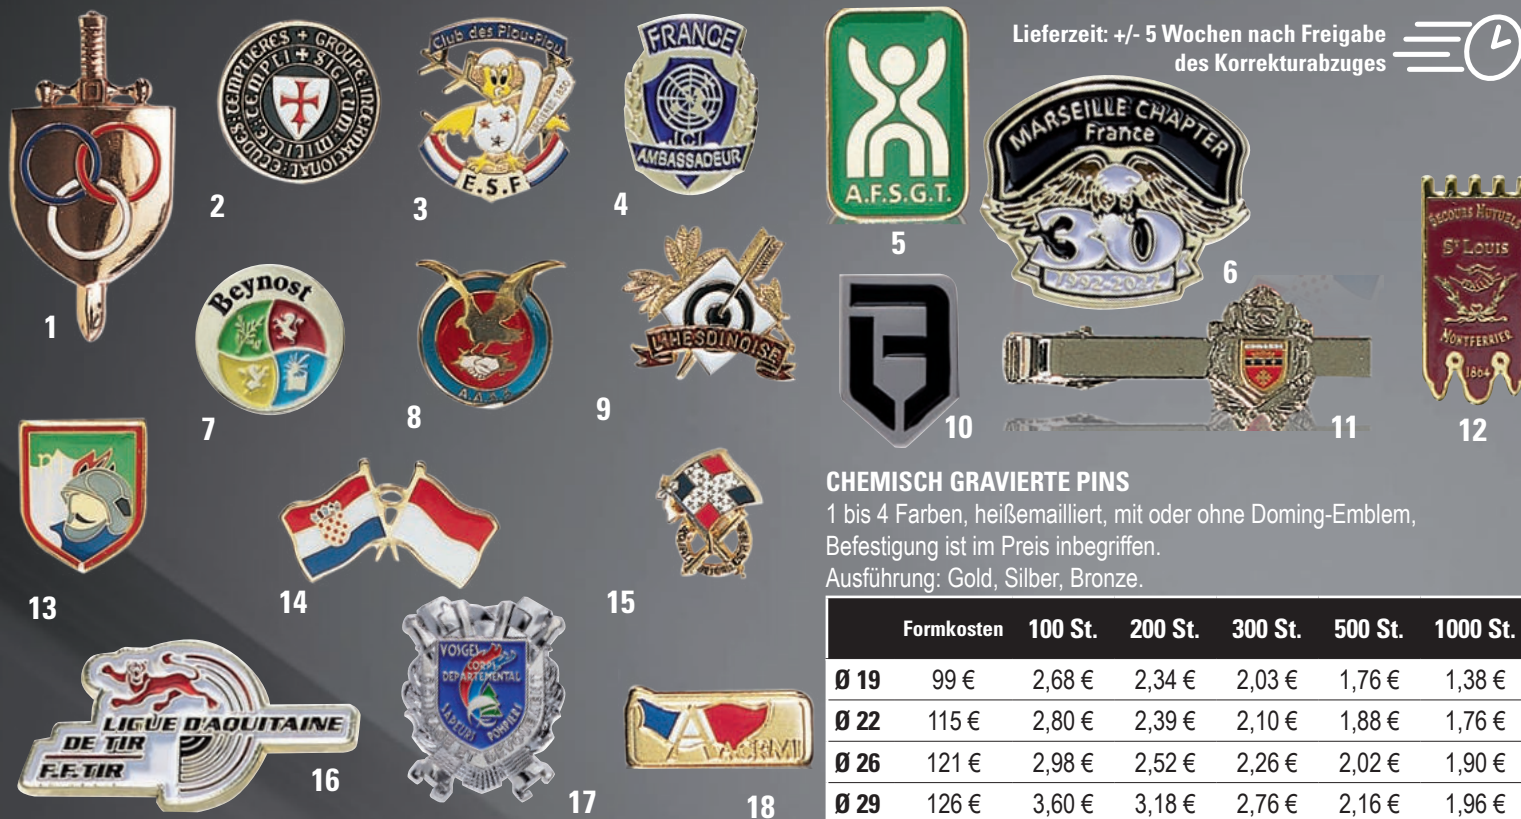 Lieferzeit: +/- 5 Wochen nach Freigabe
des Korrekturabzuges
1
GROUPE INTERNATIONAL
2
Club des Piou-Piou
E.S.F
3
FRANCE
JCI
AMBASSADEUR
4
A.F.S.G.T.
5
MARSEILLE CHAPTER
France
30
6
Beynost
7
8
L'HESDINOISE
9
10
11
SECOURS MUTUELS
St LOUIS
MONTFERRIER
1864
12
13
14
15
LIGUE D'AQUITAINE
DE TIR
F.F.TIR
16
VOSGES
CORPS
DEPARTEMENTAL
SAPEURS POMPIERS
17
18
CHEMISCH GRAVIERTE PINS
1 bis 4 Farben, heißemailliert, mit oder ohne Doming-Emblem,
Befestigung ist im Preis inbegriffen.
Ausführung: Gold, Silber, Bronze.
Formkosten 100 St. 200 St. 300 St. 500 St. 1000 St.
Ø 19 99 € 2,68 € 2,34 € 2,03 € 1,76 € 1,38 €
Ø 22 115 € 2,80 € 2,39 € 2,10 € 1,88 € 1,76 €
Ø 26 121 € 2,98 € 2,52 € 2,26 € 2,02 € 1,90 €
Ø 29 126 € 3,60 € 3,18 € 2,76 € 2,16 € 1,96 €